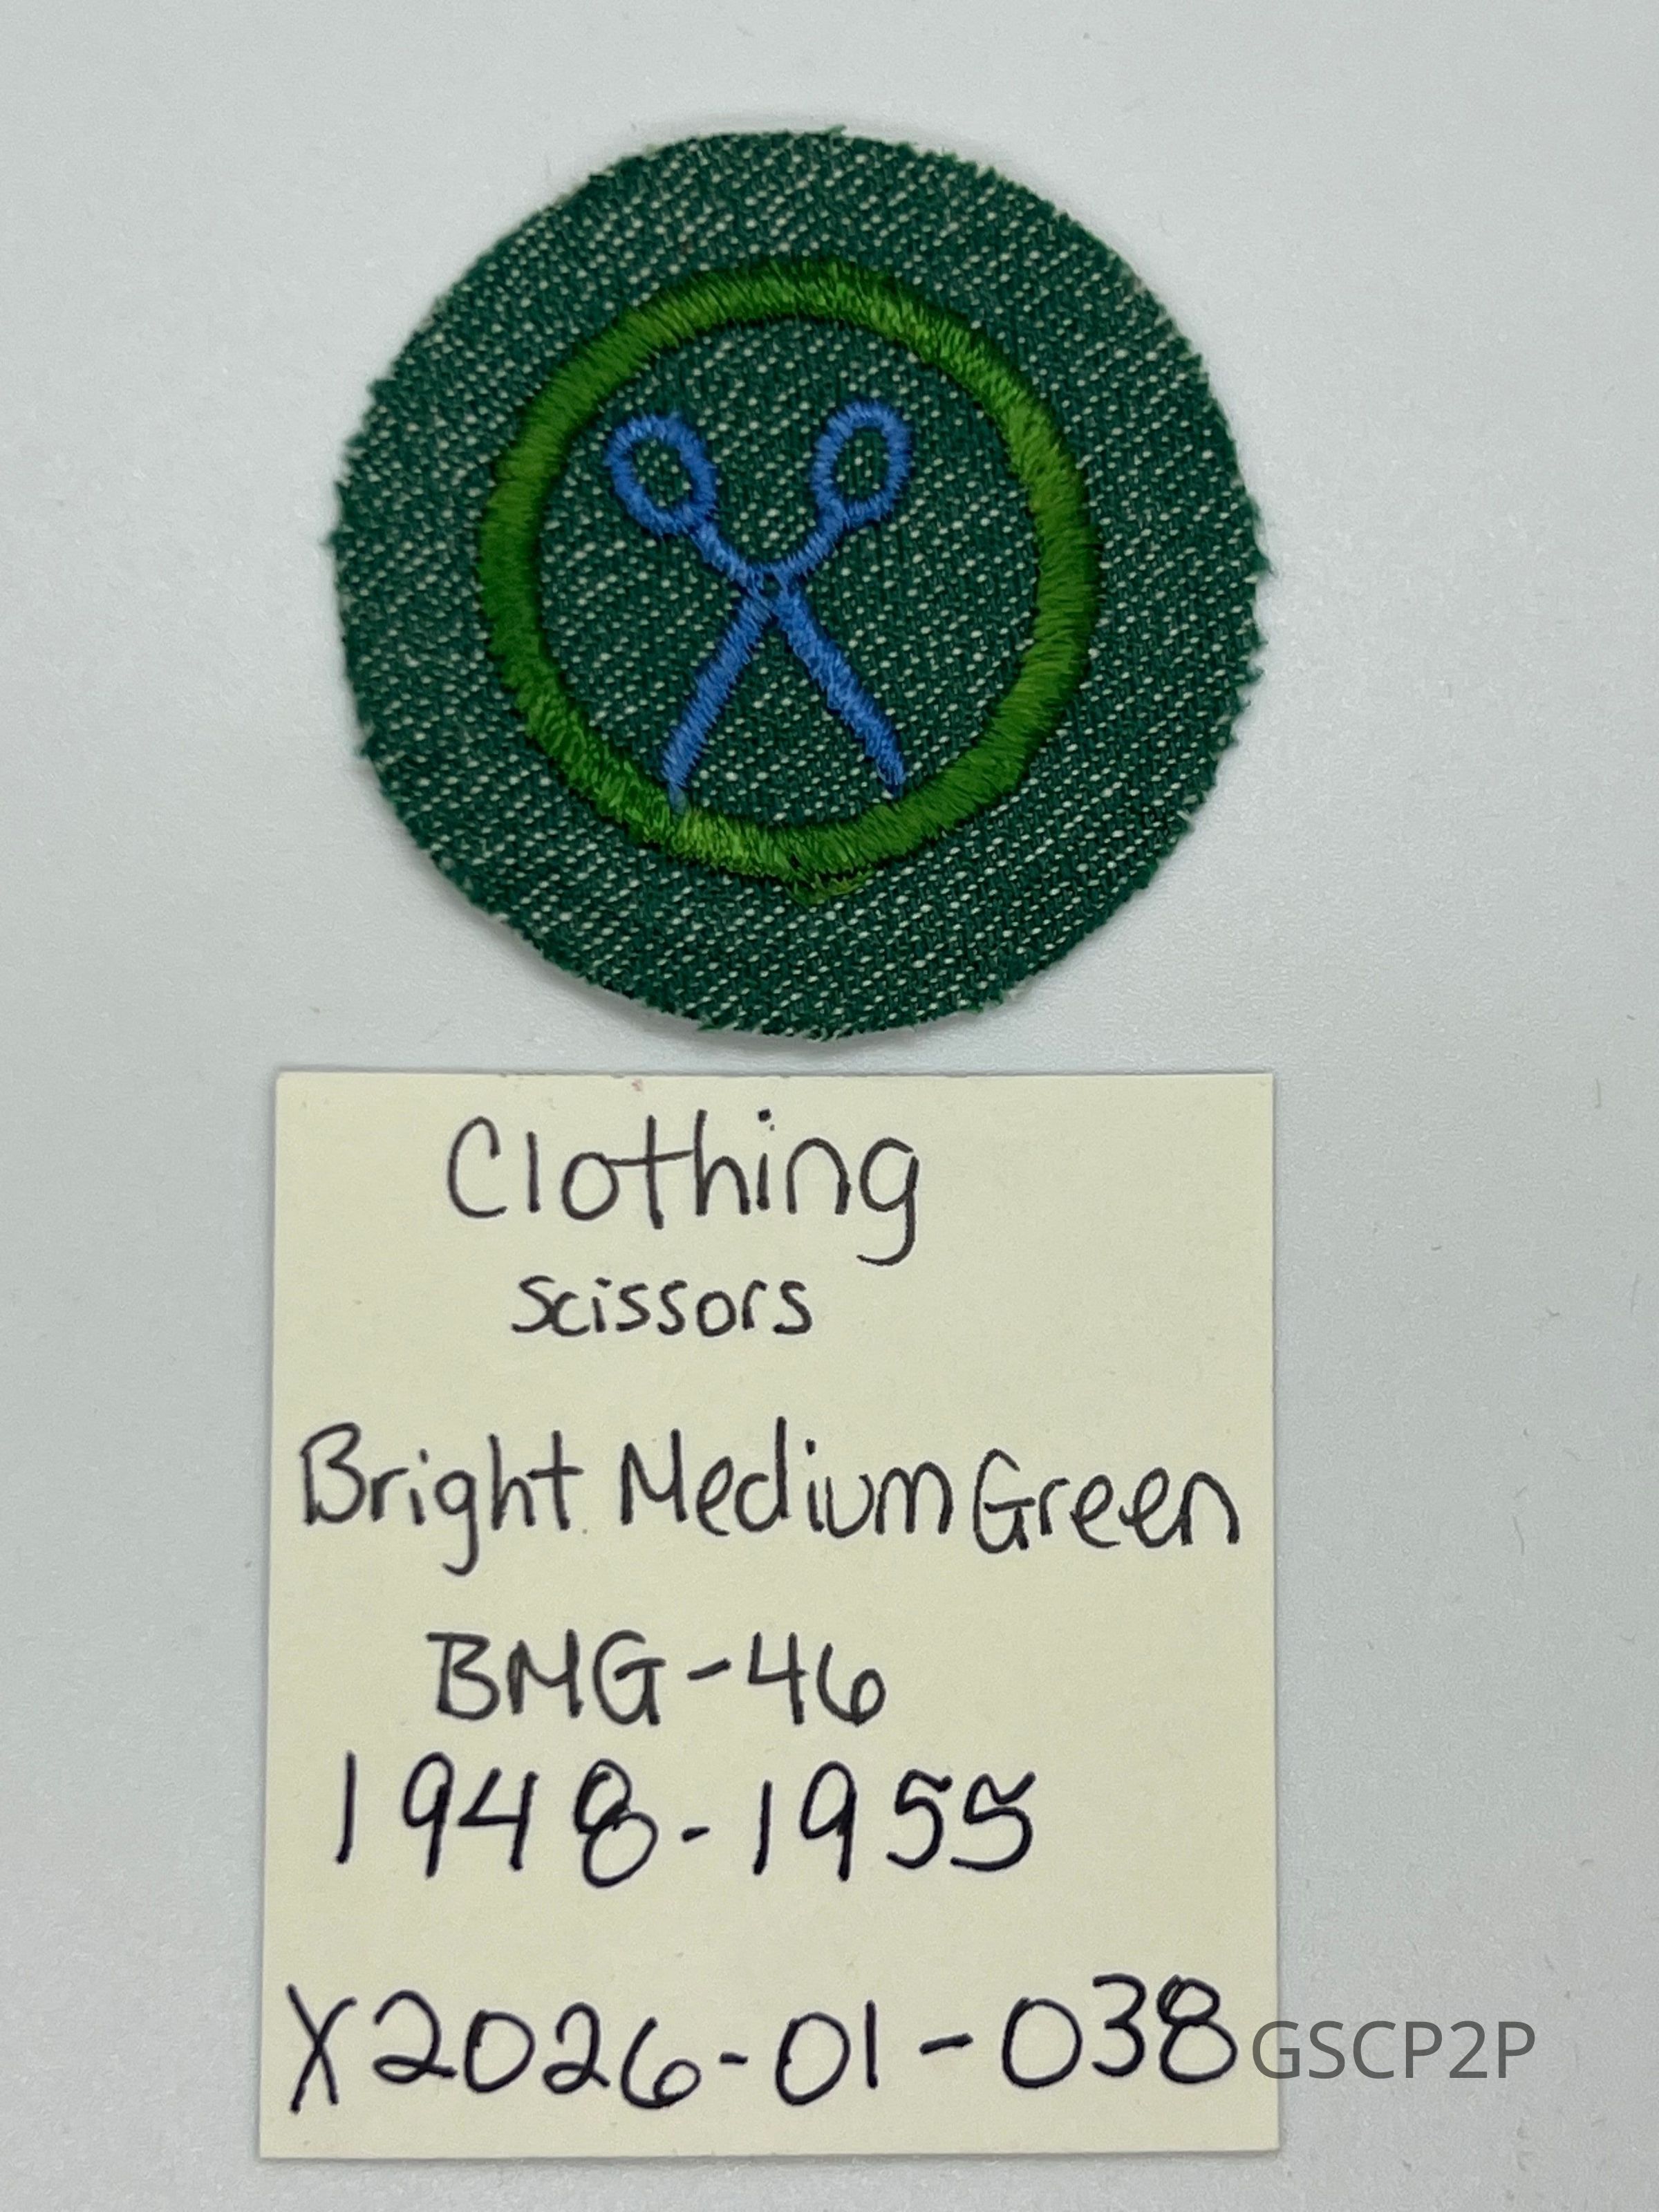 Clothing
scissors
Bright Medium Green
BMG-46
1948-1955
X2026-01-038
GSCP2P